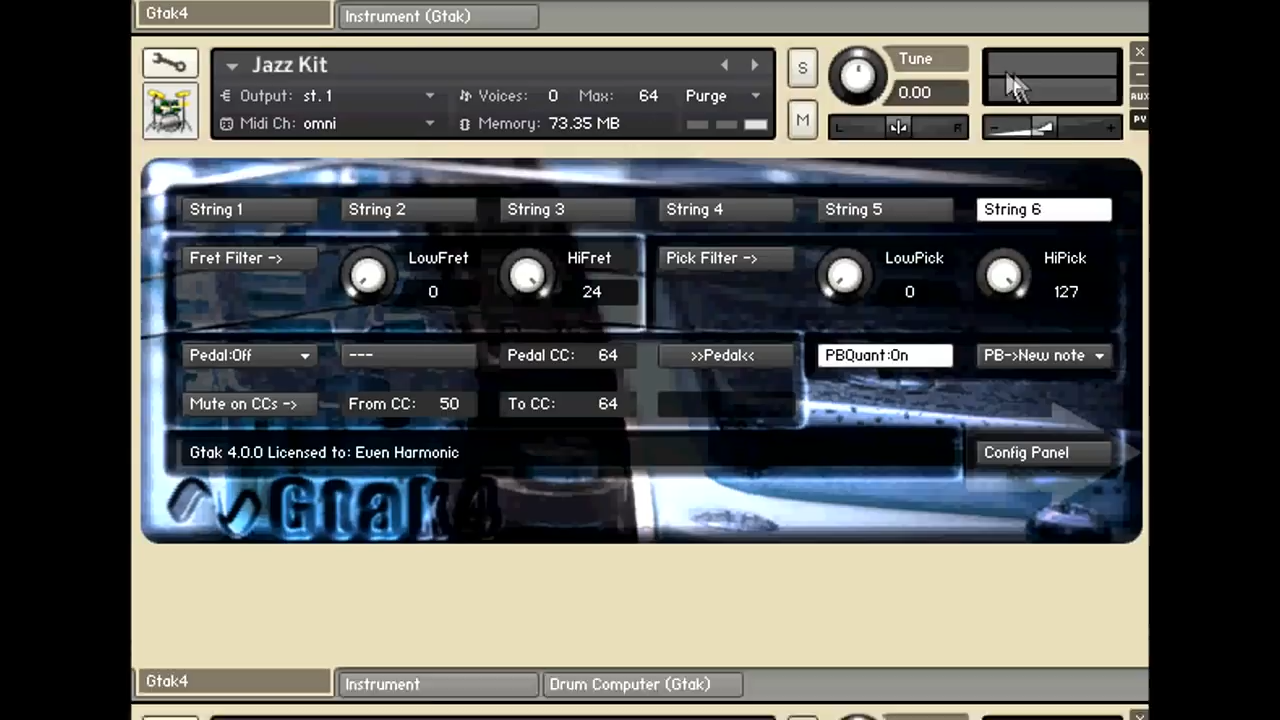 Gtak4 Instrument (Gtak)
Jazz Kit S Tune x
Output: st.1 Voices: 0 Max: 64 Purge 0.00 AUX
Midi Ch: omni Memory: 73.35 MB M L R - + PV
String 1 String 2 String 3 String 4 String 5 String 6
Fret Filter -> LowFret HiFret Pick Filter -> LowPick HiPick
0 24 0 127
Pedal:Off --- Pedal CC: 64 >>Pedal<< PBQuant:On PB->New note
Mute on CCs -> From CC: 50 To CC: 64
Gtak 4.0.0 Licensed to: Even Harmonic Config Panel
Gtak4
Gtak4 Instrument Drum Computer (Gtak)